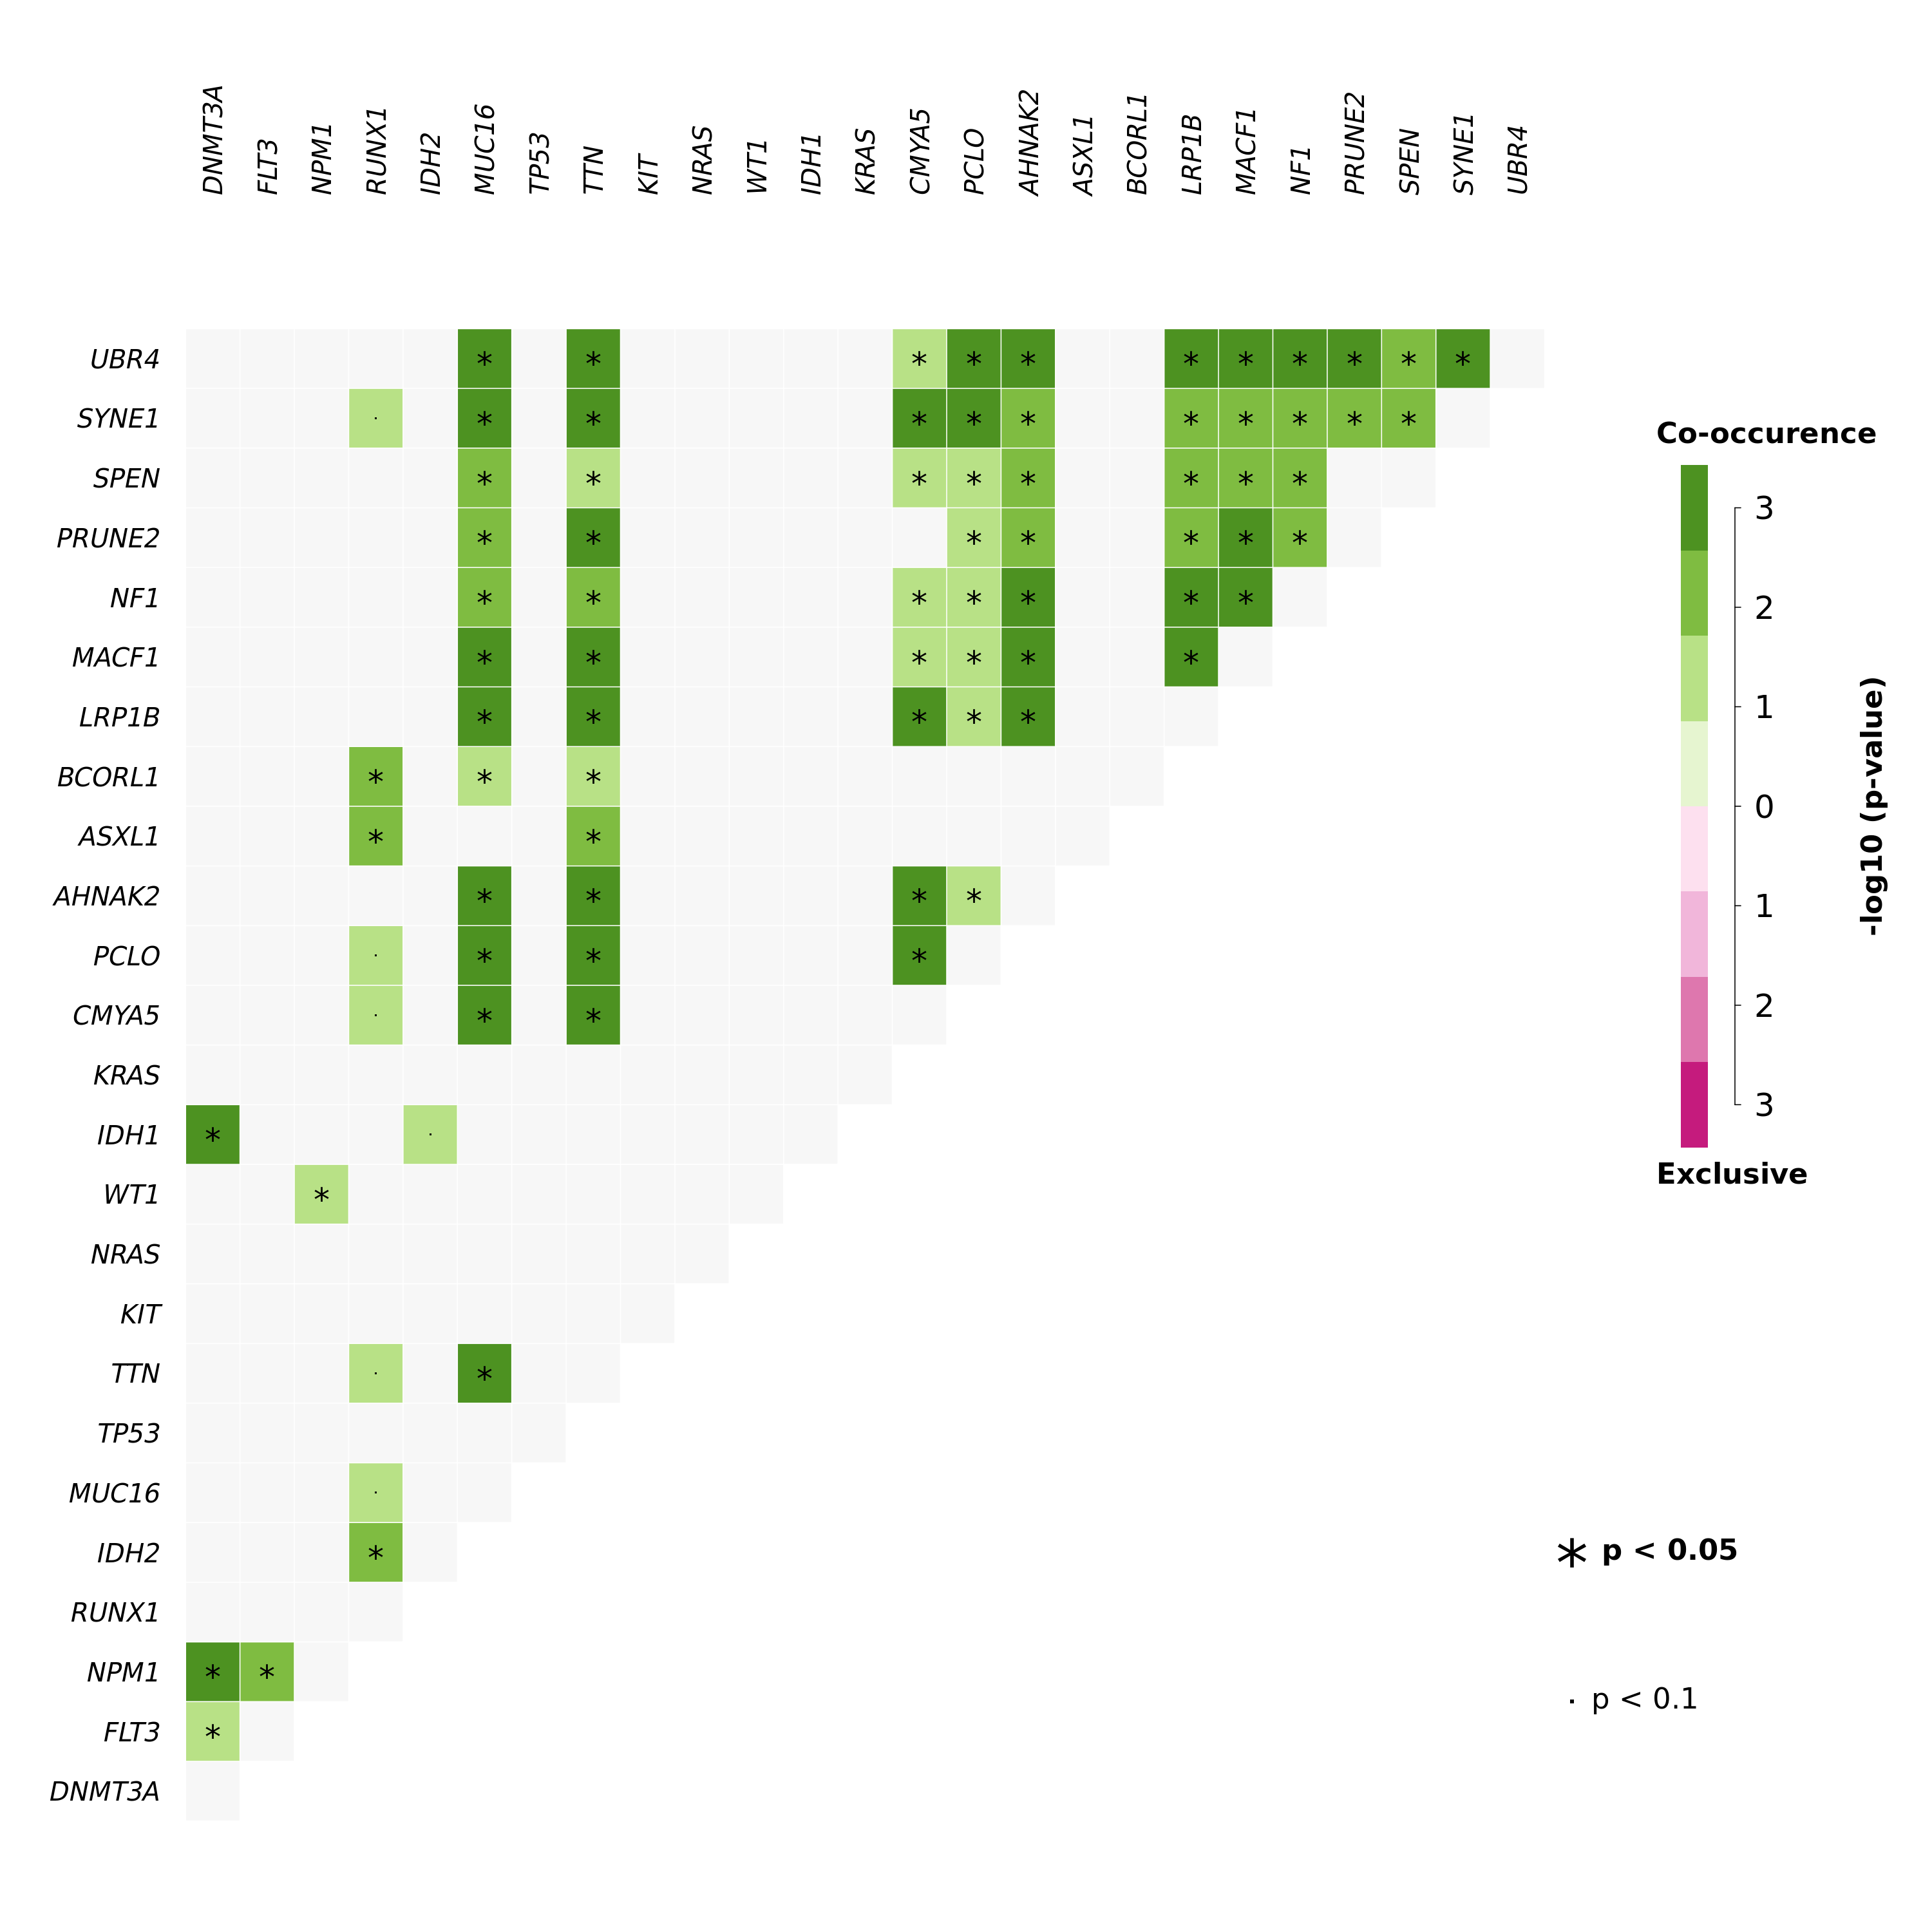 DNMT3A FLT3 NPM1 RUNX1 IDH2 MUC16 TP53 TTN KIT NRAS WT1 IDH1 KRAS CMYA5 PCLO AHNAK2 ASXL1 BCORL1 LRP1B MACF1 NF1 PRUNE2 SPEN SYNE1 UBR4
UBR4 * * * * * * * * * * *
SYNE1 . * * * * * * * * * *
SPEN * * * * * * * *
PRUNE2 * * * * * * *
NF1 * * * * * * *
MACF1 * * * * * *
LRP1B * * * * *
BCORL1 * * *
ASXL1 * *
AHNAK2 * * * *
PCLO . * * *
CMYA5 . * *
KRAS
IDH1 * .
WT1 *
NRAS
KIT
TTN . *
TP53
MUC16 .
IDH2 *
RUNX1
NPM1 * *
FLT3 *
DNMT3A
Co-occurence
3
2
1
0
1
2
3
-log10 (p-value)
Exclusive
* p < 0.05
. p < 0.1